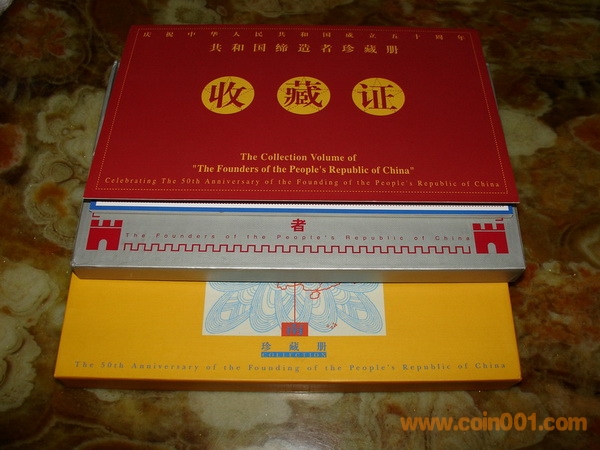 庆祝中华人民共和国成立五十周年
共和国缔造者珍藏册
收藏证
The Collection Volume of
"The Founders of the People's Republic of China"
Celebrating The 50th Anniversary of the Founding of the People's Republic of China
者
The Founders of the People's Republic of China
珍藏册
COLLECTION
The 50th Anniversary of the Founding of the People's Republic of China
www.coin001.com